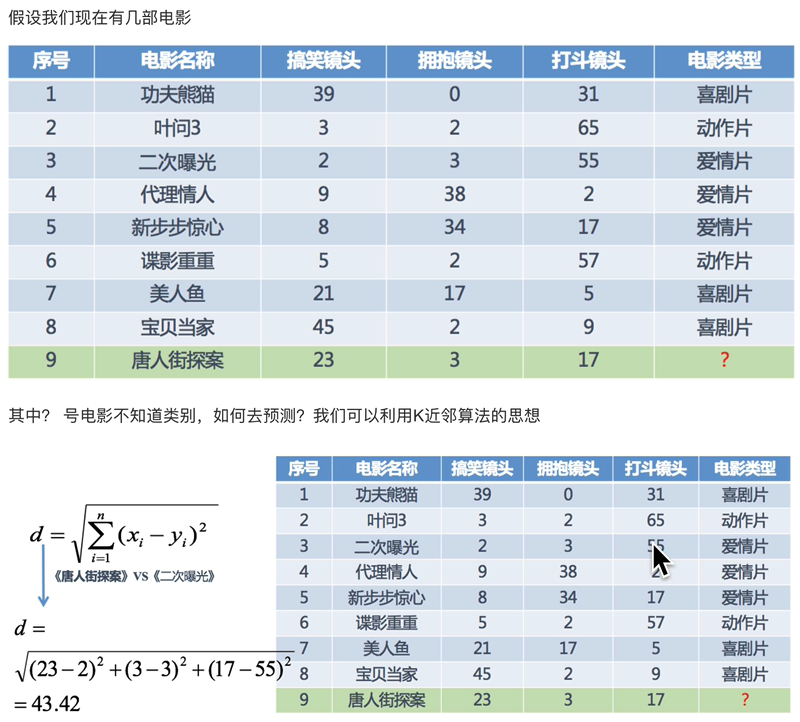 假设我们现在有几部电影
序号 电影名称 搞笑镜头 拥抱镜头 打斗镜头 电影类型
1 功夫熊猫 39 0 31 喜剧片
2 叶问3 3 2 65 动作片
3 二次曝光 2 3 55 爱情片
4 代理情人 9 38 2 爱情片
5 新步步惊心 8 34 17 爱情片
6 谍影重重 5 2 57 动作片
7 美人鱼 21 17 5 喜剧片
8 宝贝当家 45 2 9 喜剧片
9 唐人街探案 23 3 17 ?
其中? 号电影不知道类别，如何去预测？我们可以利用K近邻算法的思想
d = √∑ⁿᵢ₌₁(xᵢ − yᵢ)²
《唐人街探案》VS《二次曝光》
d =
√(23−2)² + (3−3)² + (17−55)²
= 43.42
序号 电影名称 搞笑镜头 拥抱镜头 打斗镜头 电影类型
1 功夫熊猫 39 0 31 喜剧片
2 叶问3 3 2 65 动作片
3 二次曝光 2 3 55 爱情片
4 代理情人 9 38 2 爱情片
5 新步步惊心 8 34 17 爱情片
6 谍影重重 5 2 57 动作片
7 美人鱼 21 17 5 喜剧片
8 宝贝当家 45 2 9 喜剧片
9 唐人街探案 23 3 17 ?